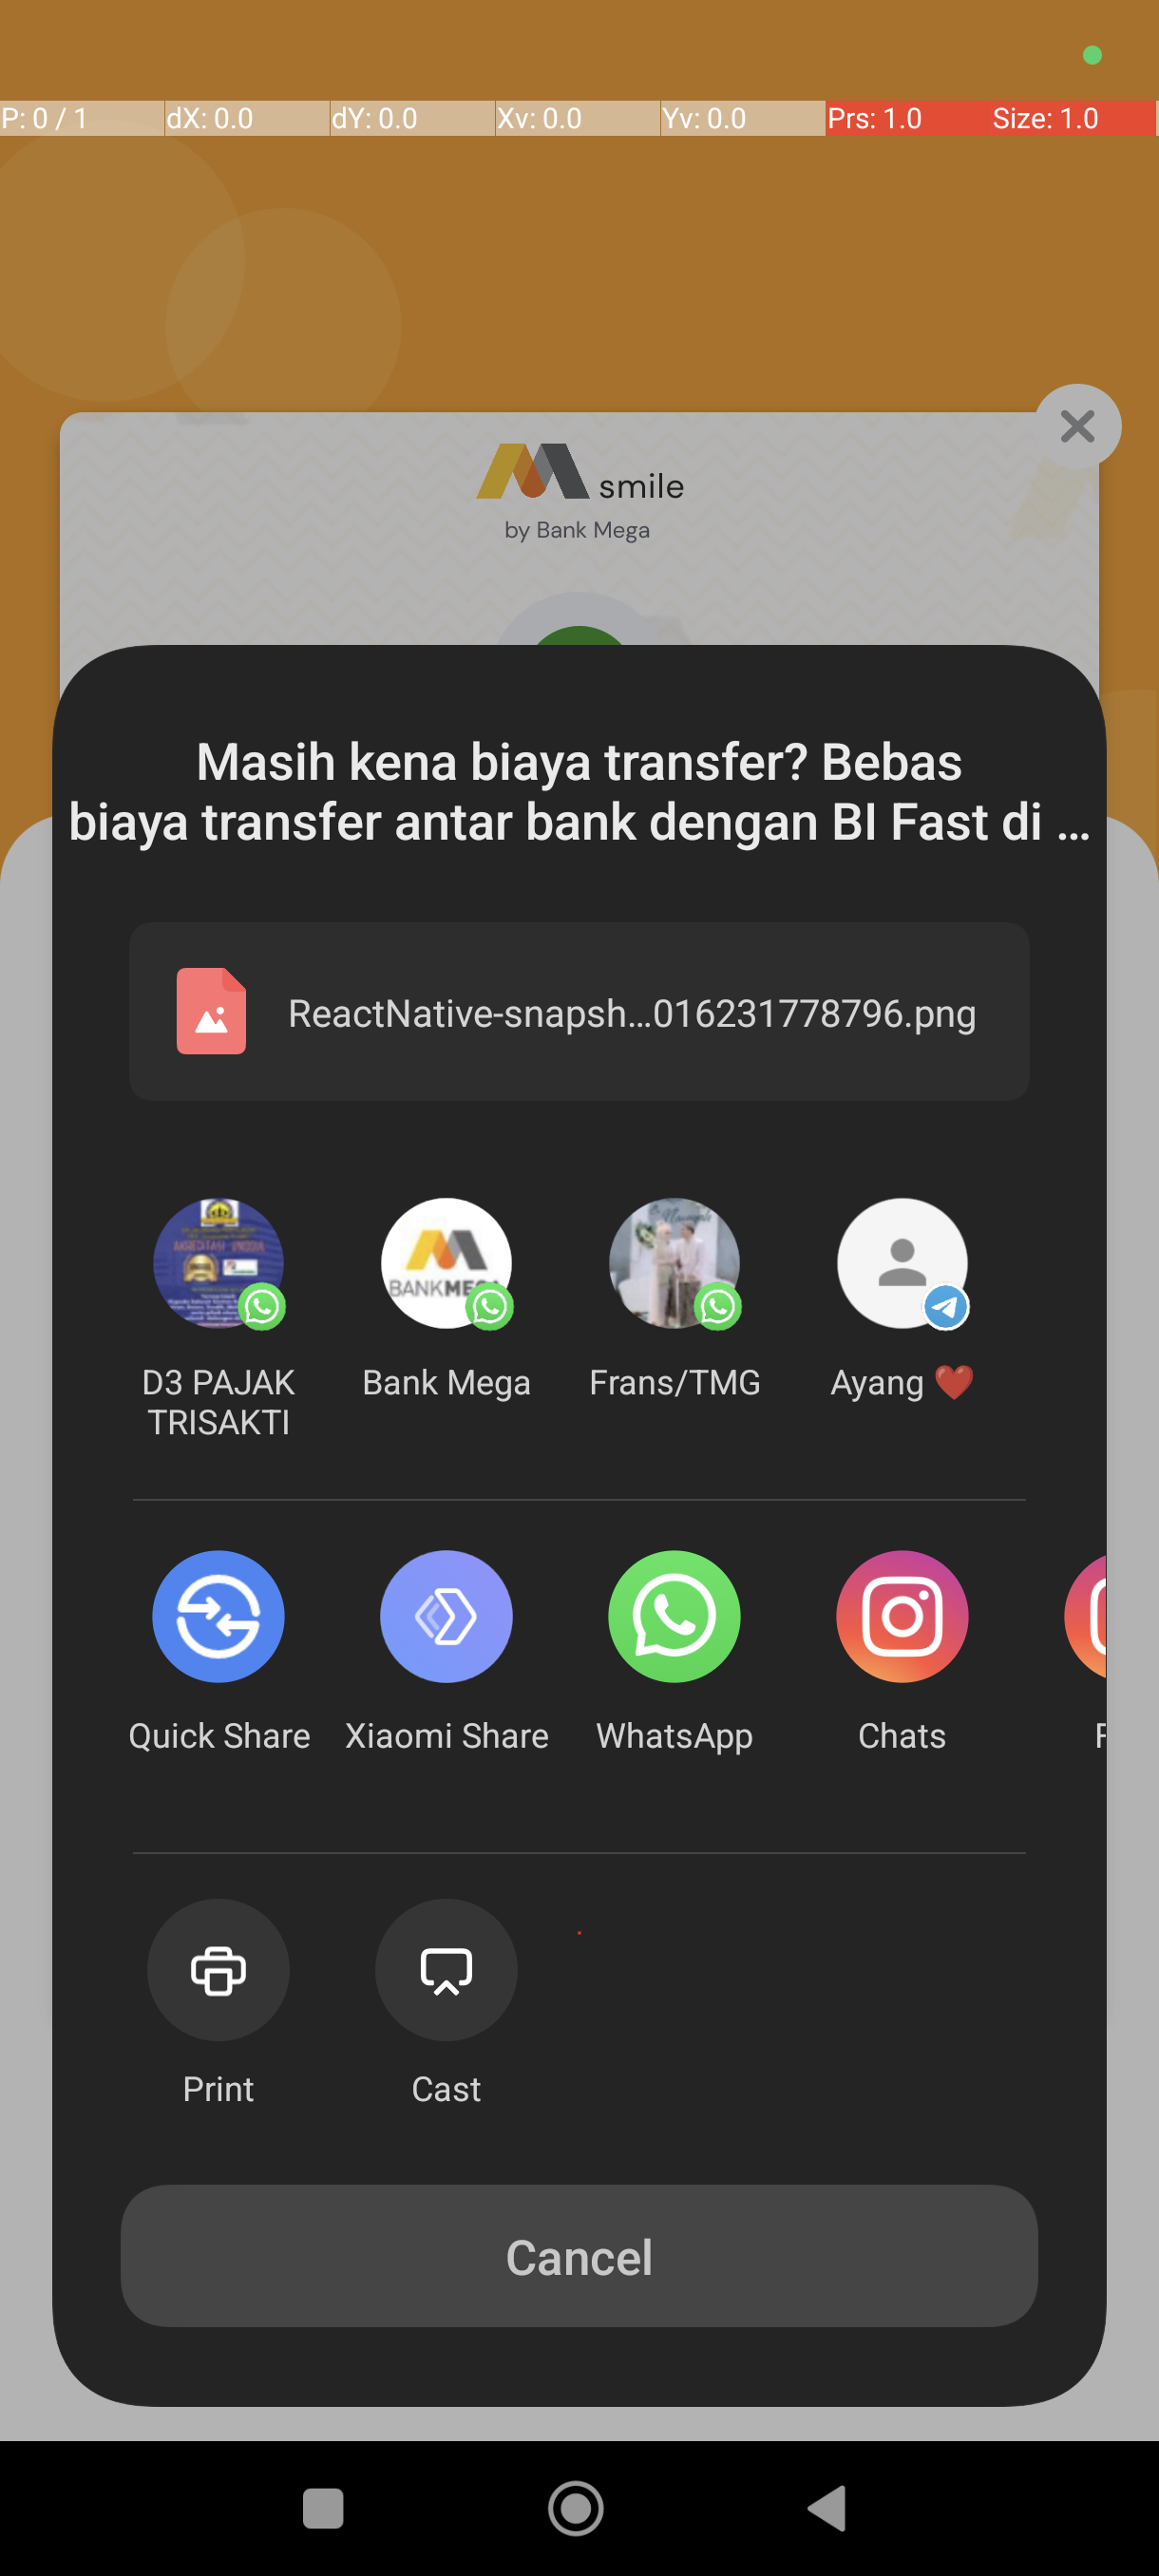 P: 0 / 1
dX: 0.0
dY: 0.0
Xv: 0.0
Yv: 0.0
Prs: 1.0
Size: 1.0
smile
by Bank Mega
Masih kena biaya transfer? Bebas
biaya transfer antar bank dengan BI Fast di ...
ReactNative-snapsh...016231778796.png
BANKMEGA
D3 PAJAK
TRISAKTI
Bank Mega
Frans/TMG
Ayang ❤️
Quick Share
Xiaomi Share
WhatsApp
Chats
F
Print
Cast
Cancel